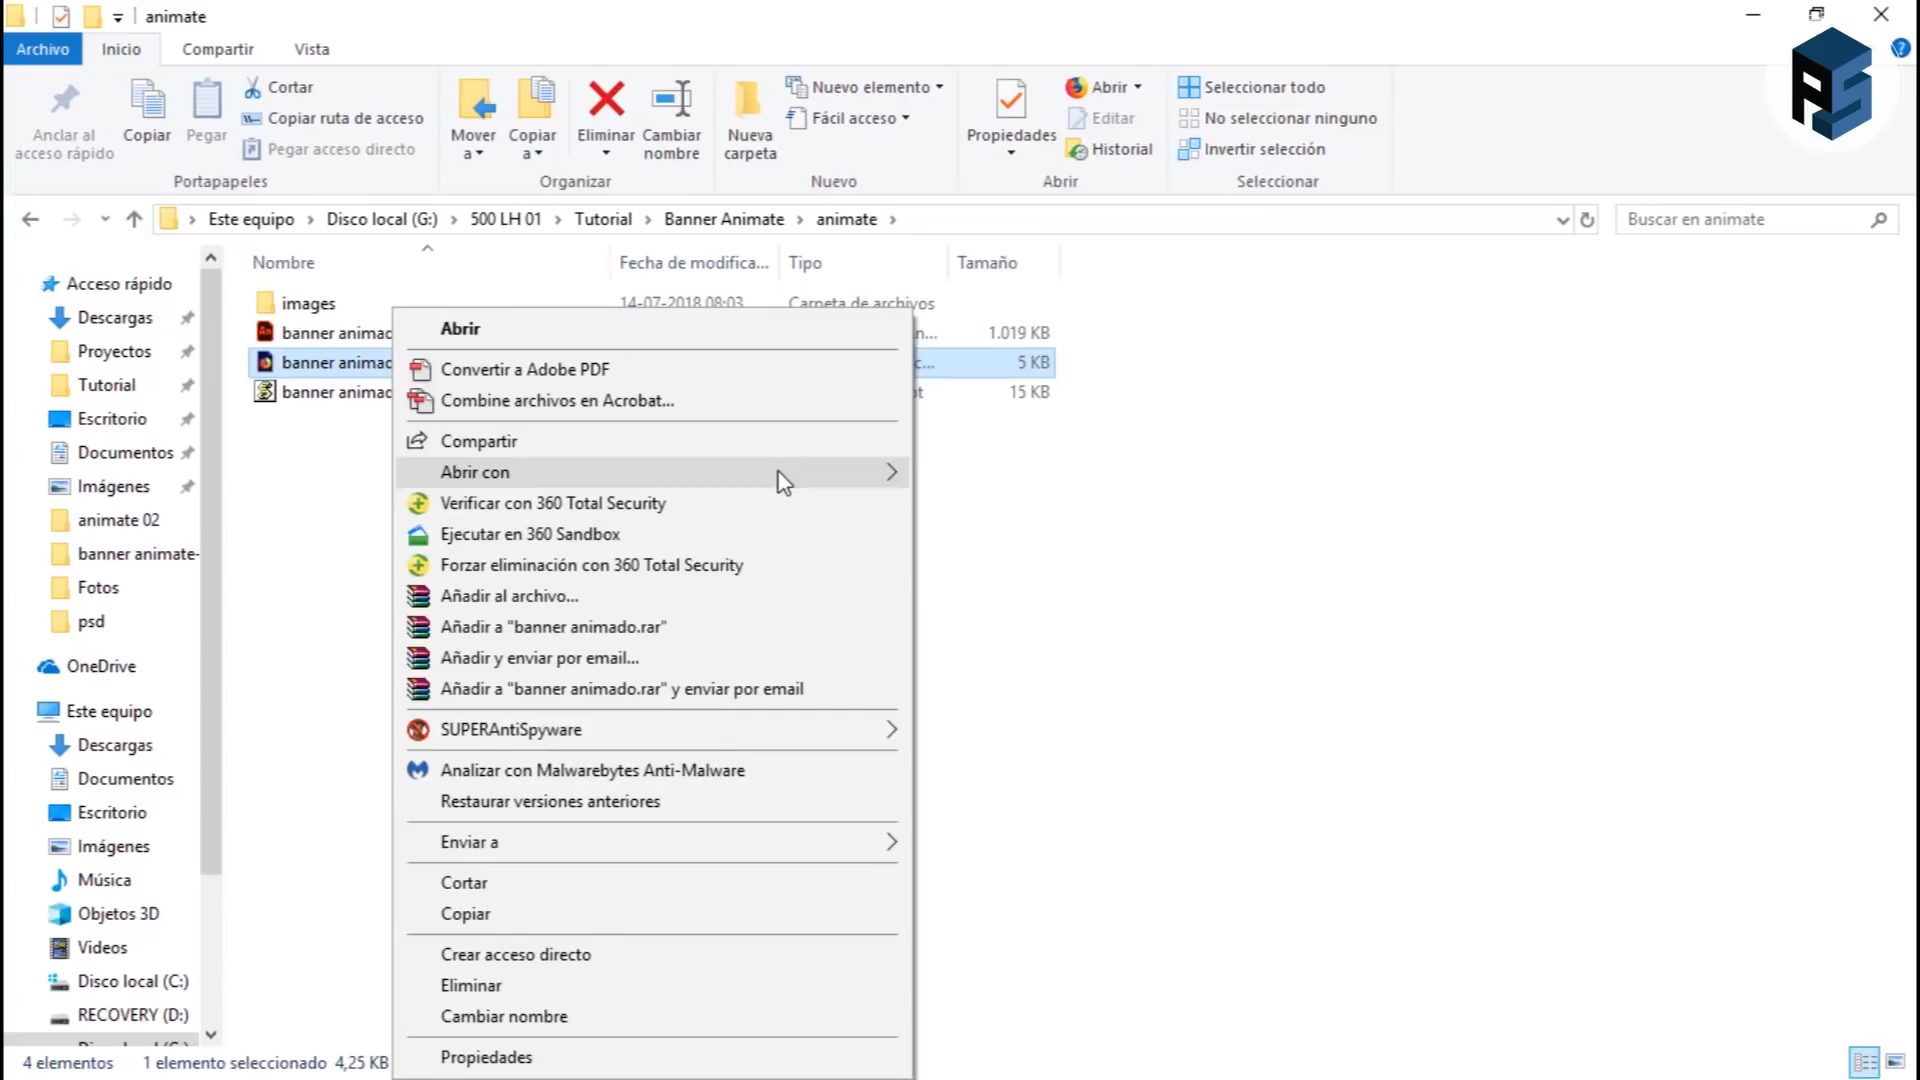 animate
Archivo
Inicio
Compartir
Vista
Anclar al
acceso rápido
Copiar
Pegar
Cortar
Copiar ruta de acceso
Pegar acceso directo
Portapapeles
Mover
a
Copiar
a
Eliminar
Cambiar
nombre
Organizar
Nueva
carpeta
Nuevo elemento
Fácil acceso
Nuevo
Propiedades
Abrir
Editar
Historial
Abrir
Seleccionar todo
No seleccionar ninguno
Invertir selección
Seleccionar
Este equipo > Disco local (G:) > 500 LH 01 > Tutorial > Banner Animate > animate >
Buscar en animate
Nombre
Fecha de modifica...
Tipo
Tamaño
images
14-07-2018 08:03
Carpeta de archivos
banner animad
n...
1.019 KB
banner animad
c...
5 KB
banner animad
pt
15 KB
Acceso rápido
Descargas
Proyectos
Tutorial
Escritorio
Documentos
Imágenes
animate 02
banner animate-
Fotos
psd
OneDrive
Este equipo
Descargas
Documentos
Escritorio
Imágenes
Música
Objetos 3D
Videos
Disco local (C:)
RECOVERY (D:)
Abrir
Convertir a Adobe PDF
Combine archivos en Acrobat...
Compartir
Abrir con
Verificar con 360 Total Security
Ejecutar en 360 Sandbox
Forzar eliminación con 360 Total Security
Añadir al archivo...
Añadir a "banner animado.rar"
Añadir y enviar por email...
Añadir a "banner animado.rar" y enviar por email
SUPERAntiSpyware
Analizar con Malwarebytes Anti-Malware
Restaurar versiones anteriores
Enviar a
Cortar
Copiar
Crear acceso directo
Eliminar
Cambiar nombre
Propiedades
4 elementos
1 elemento seleccionado 4,25 KB